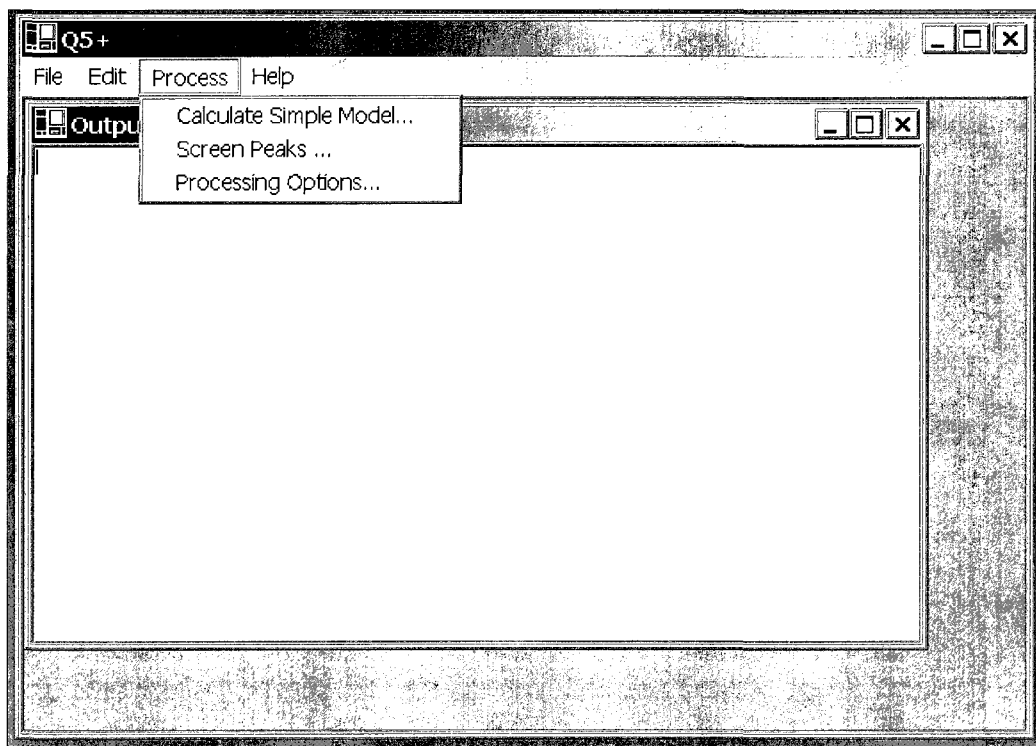 Q5+
File Edit Process Help
Outpu
Calculate Simple Model...
Screen Peaks ...
Processing Options...